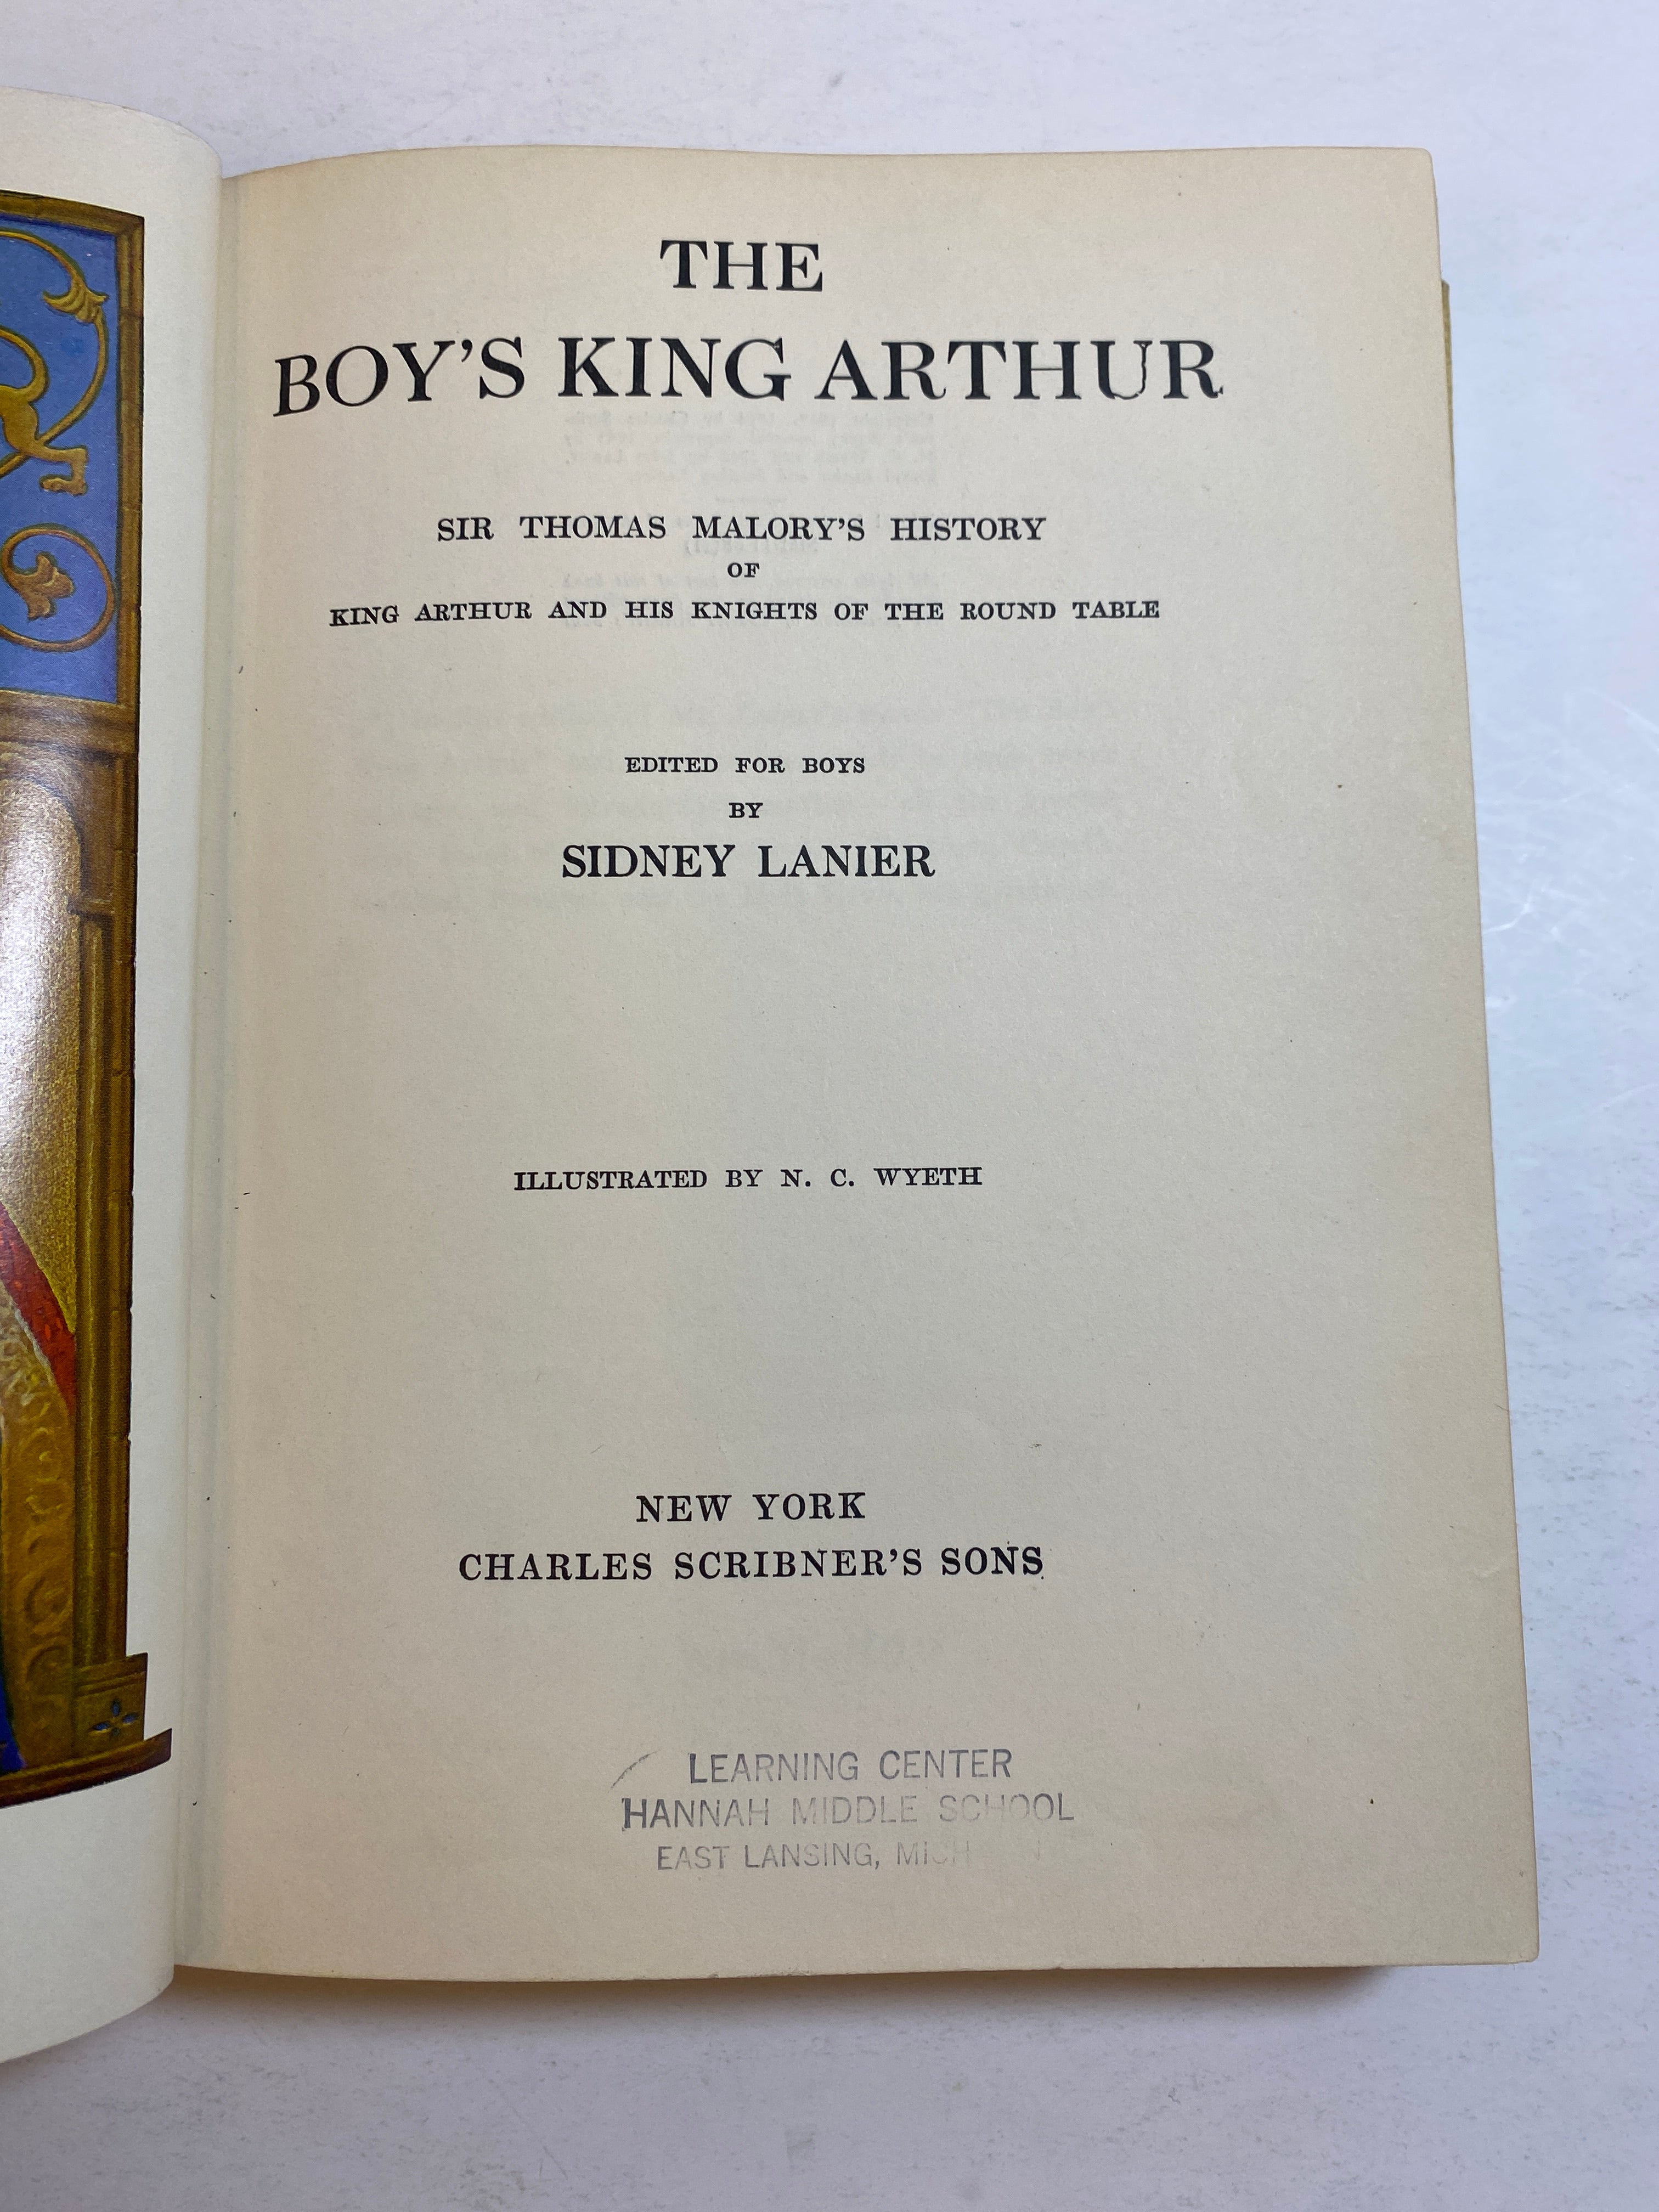 THE
BOY'S KING ARTHUR
SIR THOMAS MALORY'S HISTORY
OF
KING ARTHUR AND HIS KNIGHTS OF THE ROUND TABLE
EDITED FOR BOYS
BY
SIDNEY LANIER
ILLUSTRATED BY N. C. WYETH
NEW YORK
CHARLES SCRIBNER'S SONS
LEARNING CENTER
HANNAH MIDDLE SCHOOL
EAST LANSING, MICH